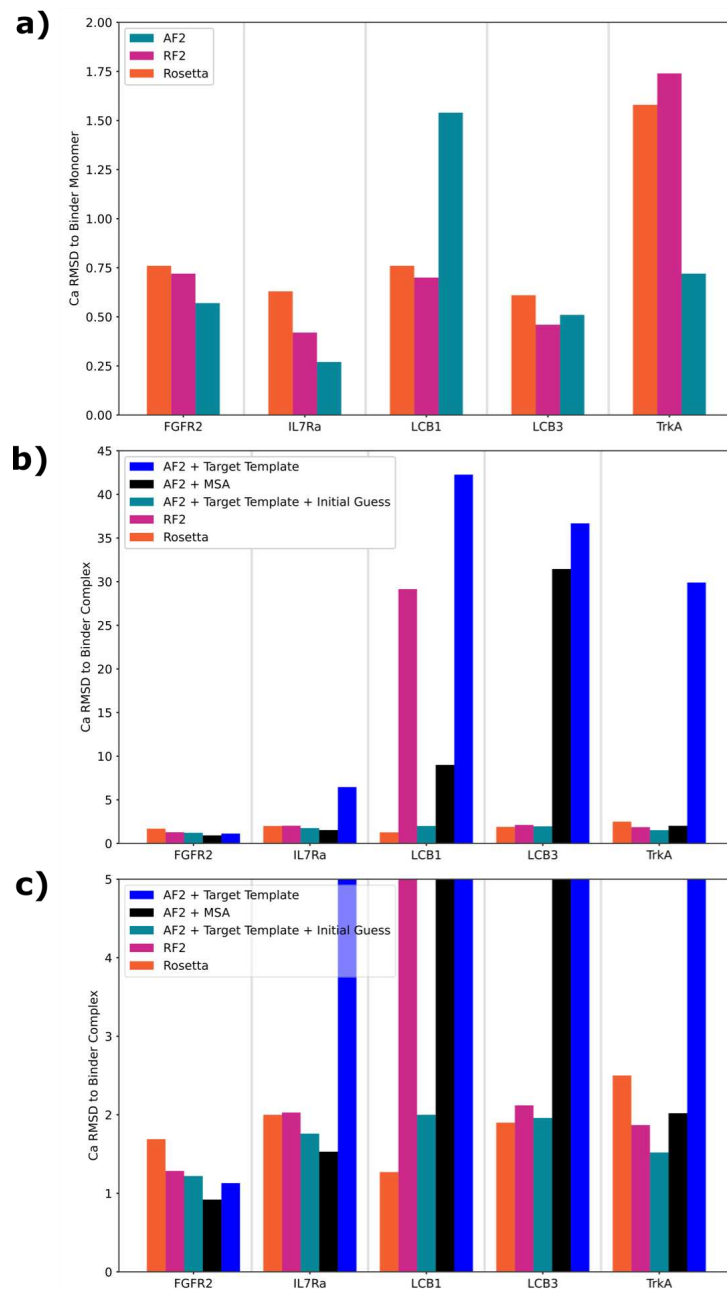 a)
2.00
1.75
1.50
1.25
1.00
0.75
0.50
0.25
0.00
Ca RMSD to Binder Monomer
AF2
RF2
Rosetta
FGFR2 IL7Ra LCB1 LCB3 TrkA
b)
45
40
35
30
25
20
15
10
5
0
Ca RMSD to Binder Complex
AF2 + Target Template
AF2 + MSA
AF2 + Target Template + Initial Guess
RF2
Rosetta
FGFR2 IL7Ra LCB1 LCB3 TrkA
c)
5
4
3
2
1
0
Ca RMSD to Binder Complex
AF2 + Target Template
AF2 + MSA
AF2 + Target Template + Initial Guess
RF2
Rosetta
FGFR2 IL7Ra LCB1 LCB3 TrkA